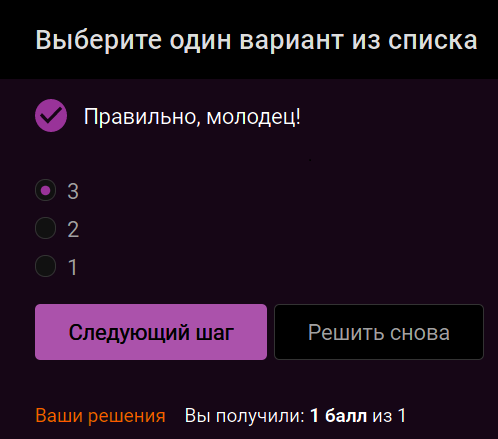 Выберите один вариант из списка
Правильно, молодец!
3
2
1
Следующий шаг Решить снова
Ваши решения Вы получили: 1 балл из 1